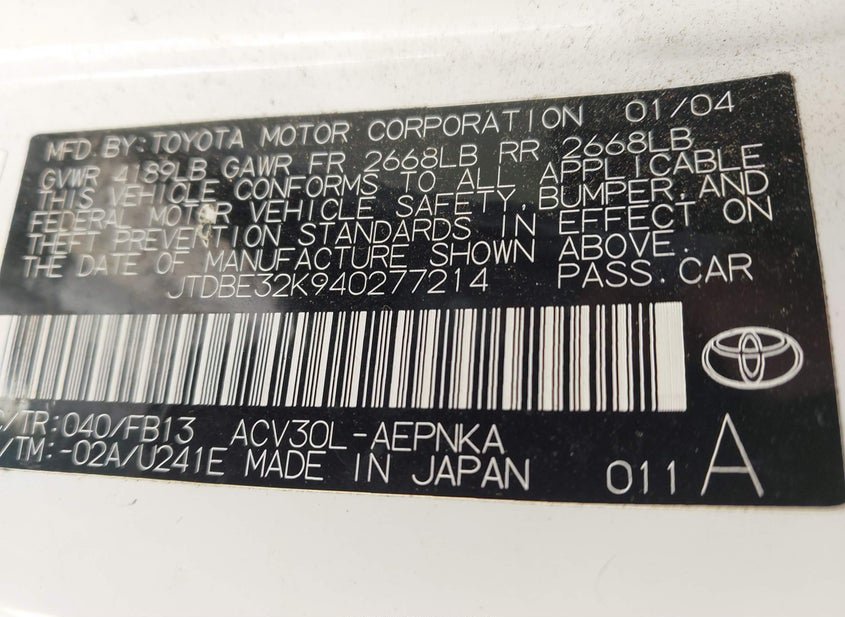 MFD.BY:TOYOTA MOTOR CORPORATION 01/04
GVWR 4189LB GAWR FR 2668LB RR 2668LB
THIS VEHICLE CONFORMS TO ALL APPLICABLE
FEDERAL MOTOR VEHICLE SAFETY,BUMPER,AND
THEFT PREVENTION STANDARDS IN EFFECT ON
THE DATE OF MANUFACTURE SHOWN ABOVE.
JTDBE32K940277214 PASS.CAR
C/TR:040/FB13 ACV30L-AEPNKA
/TM:-02A/U241E MADE IN JAPAN 011 A